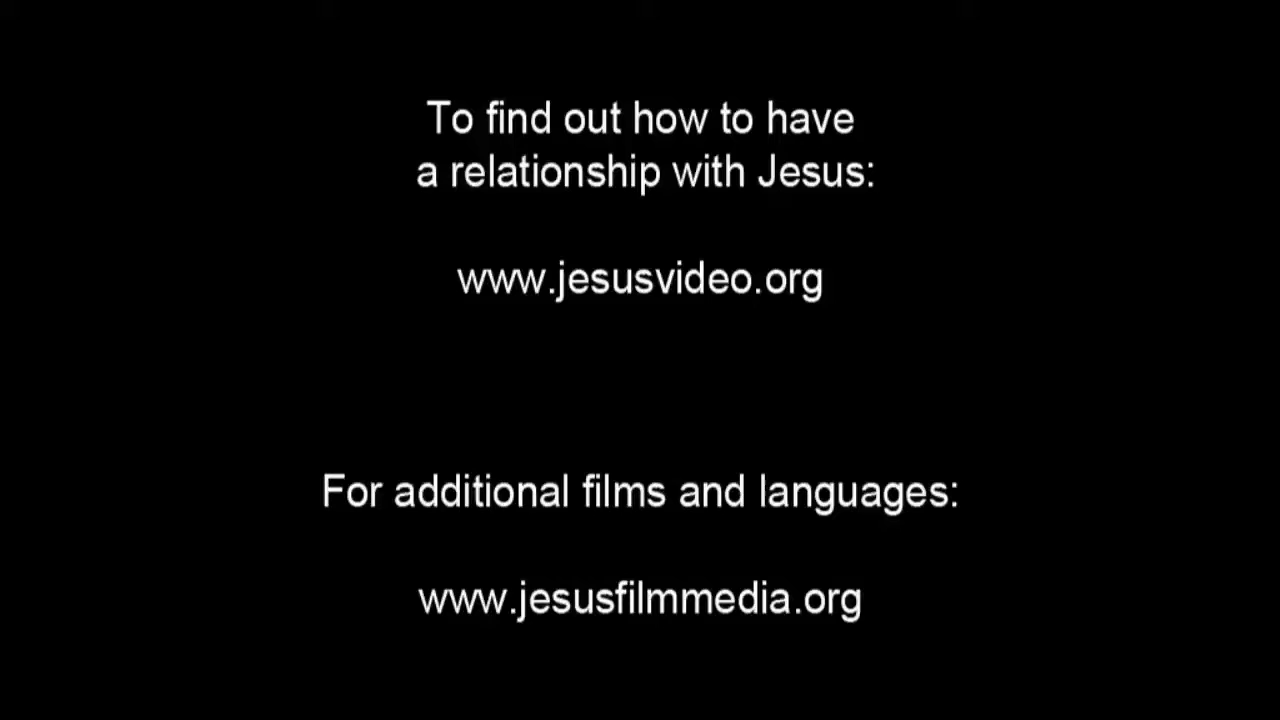 To find out how to have
a relationship with Jesus:
www.jesusvideo.org
For additional films and languages:
www.jesusfilmmedia.org